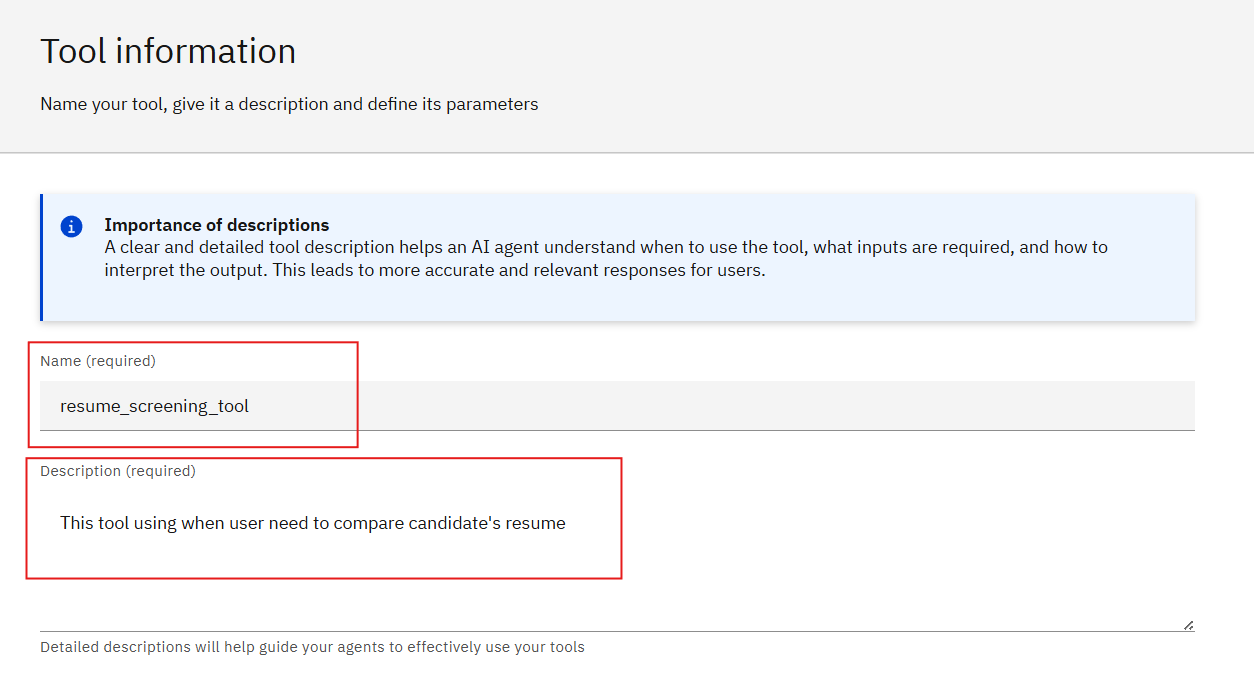 Tool information
Name your tool, give it a description and define its parameters
Importance of descriptions
A clear and detailed tool description helps an AI agent understand when to use the tool, what inputs are required, and how to
interpret the output. This leads to more accurate and relevant responses for users.
Name (required)
resume_screening_tool
Description (required)
This tool using when user need to compare candidate's resume
Detailed descriptions will help guide your agents to effectively use your tools